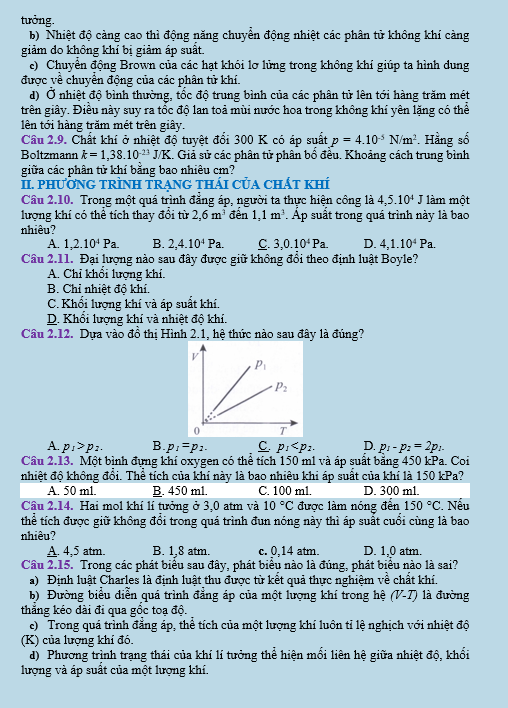 tưởng.
b) Nhiệt độ càng cao thì động năng chuyển động nhiệt các phân tử không khí càng
giảm do không khí bị giảm áp suất.
c) Chuyển động Brown của các hạt khói lơ lửng trong không khí giúp ta hình dung
được về chuyển động của các phân tử khí.
d) Ở nhiệt độ bình thường, tốc độ trung bình của các phân tử lên tới hàng trăm mét
trên giây. Điều này suy ra tốc độ lan toả mùi nước hoa trong không khí yên lặng có thể
lên tới hàng trăm mét trên giây.
Câu 2.9. Chất khí ở nhiệt độ tuyệt đối 300 K có áp suất p = 4.10⁻⁵ N/m². Hằng số
Boltzmann k = 1,38.10⁻²³ J/K. Giả sử các phân tử phân bố đều. Khoảng cách trung bình
giữa các phân tử khí bằng bao nhiêu cm?
II. PHƯƠNG TRÌNH TRẠNG THÁI CỦA CHẤT KHÍ
Câu 2.10. Trong một quá trình đẳng áp, người ta thực hiện công là 4,5.10⁴ J làm một
lượng khí có thể tích thay đổi từ 2,6 m³ đến 1,1 m³. Áp suất trong quá trình này là bao
nhiêu?
A. 1,2.10⁴ Pa. B. 2,4.10⁴ Pa. C. 3,0.10⁴ Pa. D. 4,1.10⁴ Pa.
Câu 2.11. Đại lượng nào sau đây được giữ không đổi theo định luật Boyle?
A. Chỉ khối lượng khí.
B. Chỉ nhiệt độ khí.
C. Khối lượng khí và áp suất khí.
D. Khối lượng khí và nhiệt độ khí.
Câu 2.12. Dựa vào đồ thị Hình 2.1, hệ thức nào sau đây là đúng?
V
p₁
p₂
0 T
A. p₁ > p₂. B. p₁ = p₂. C. p₁ < p₂. D. p₁ - p₂ = 2p₁.
Câu 2.13. Một bình đựng khí oxygen có thể tích 150 ml và áp suất bằng 450 kPa. Coi
nhiệt độ không đổi. Thể tích của khí này là bao nhiêu khi áp suất của khí là 150 kPa?
A. 50 ml. B. 450 ml. C. 100 ml. D. 300 ml.
Câu 2.14. Hai mol khí lí tưởng ở 3,0 atm và 10 °C được làm nóng đến 150 °C. Nếu
thể tích được giữ không đổi trong quá trình đun nóng này thì áp suất cuối cùng là bao
nhiêu?
A. 4,5 atm. B. 1,8 atm. c. 0,14 atm. D. 1,0 atm.
Câu 2.15. Trong các phát biểu sau đây, phát biểu nào là đúng, phát biểu nào là sai?
a) Định luật Charles là định luật thu được từ kết quả thực nghiệm về chất khí.
b) Đường biểu diễn quá trình đẳng áp của một lượng khí trong hệ (V-T) là đường
thẳng kéo dài đi qua gốc toạ độ.
c) Trong quá trình đẳng áp, thể tích của một lượng khí luôn tỉ lệ nghịch với nhiệt độ
(K) của lượng khí đó.
d) Phương trình trạng thái của khí lí tưởng thể hiện mối liên hệ giữa nhiệt độ, khối
lượng và áp suất của một lượng khí.